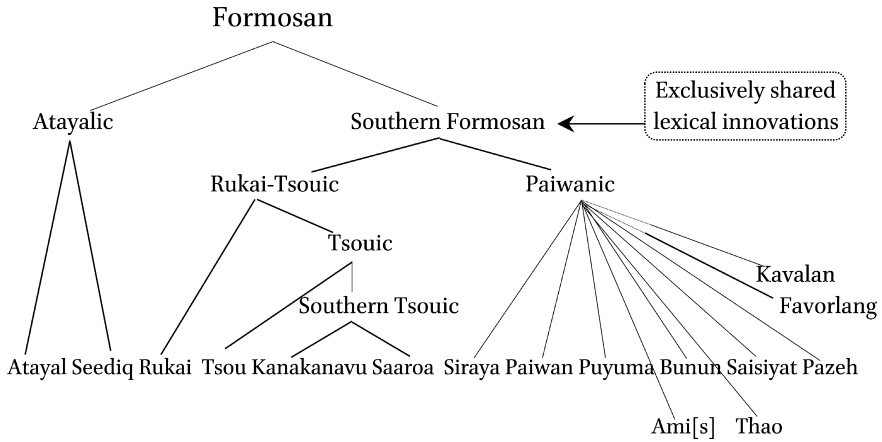 Formosan
Exclusively shared
lexical innovations
Atayalic
Southern Formosan
Rukai-Tsouic
Paiwanic
Tsouic
Kavalan
Southern Tsouic
Favorlang
Atayal Seediq Rukai Tsou Kanakanavu Saaroa Siraya Paiwan Puyuma Bunun Saisiyat Pazeh
Ami[s] Thao